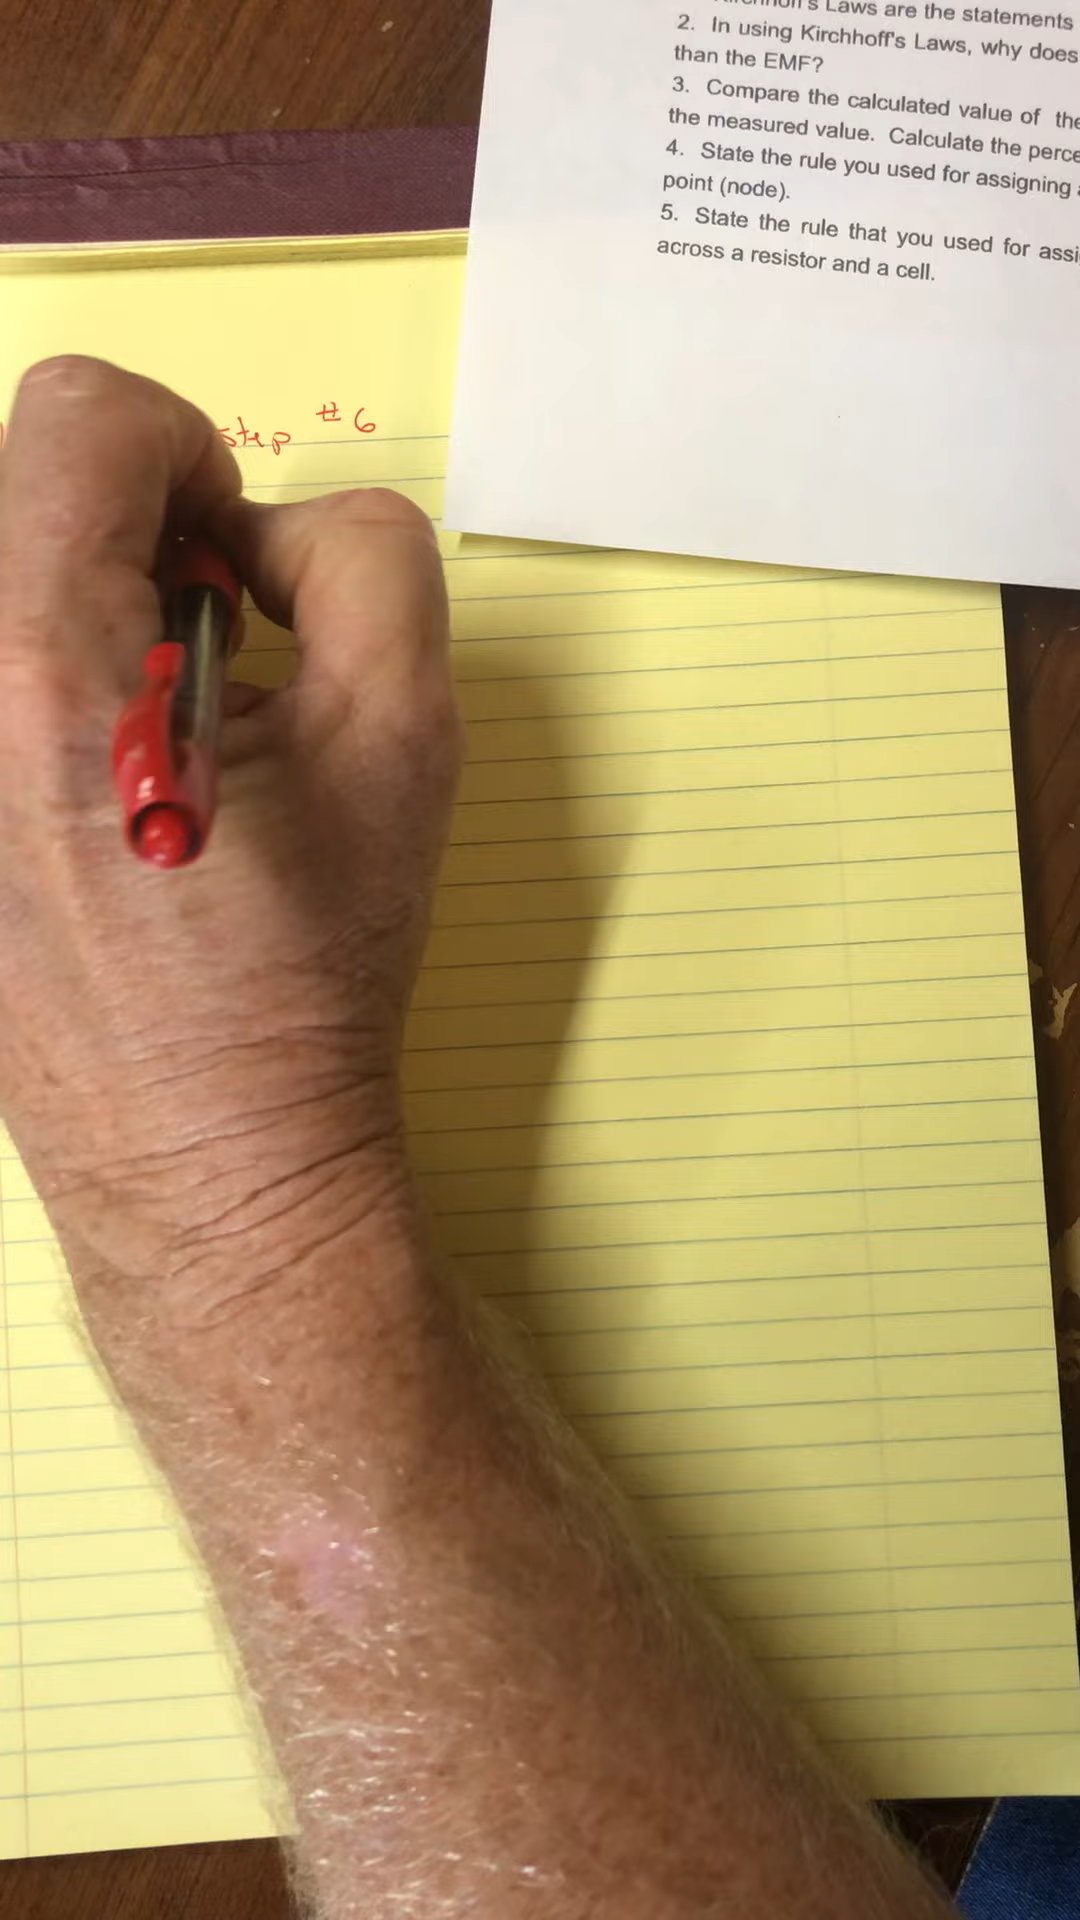 s Laws are the statements
2. In using Kirchhoff's Laws, why does
than the EMF?
3. Compare the calculated value of the
the measured value. Calculate the perce
4. State the rule you used for assigning
point (node).
5. State the rule that you used for assi
across a resistor and a cell.
step #6